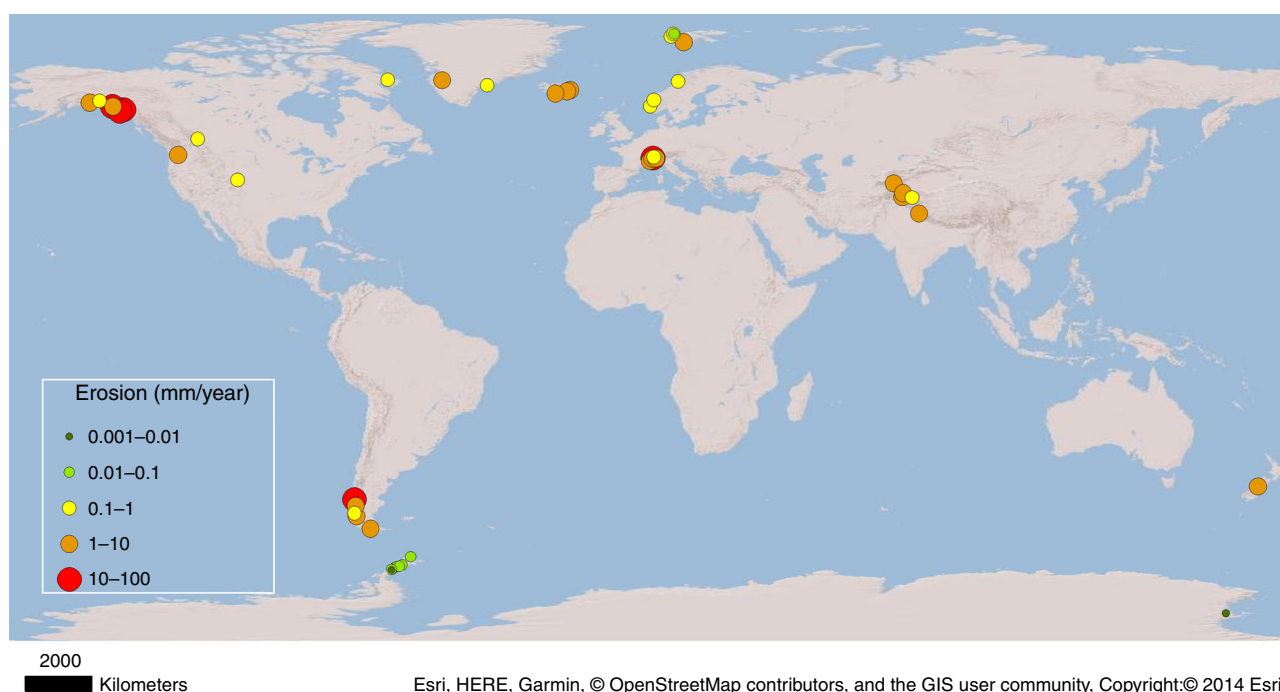 Erosion (mm/year)
0.001–0.01
0.01–0.1
0.1–1
1–10
10–100
2000
Kilometers
Esri, HERE, Garmin, © OpenStreetMap contributors, and the GIS user community, Copyright:© 2014 Esri